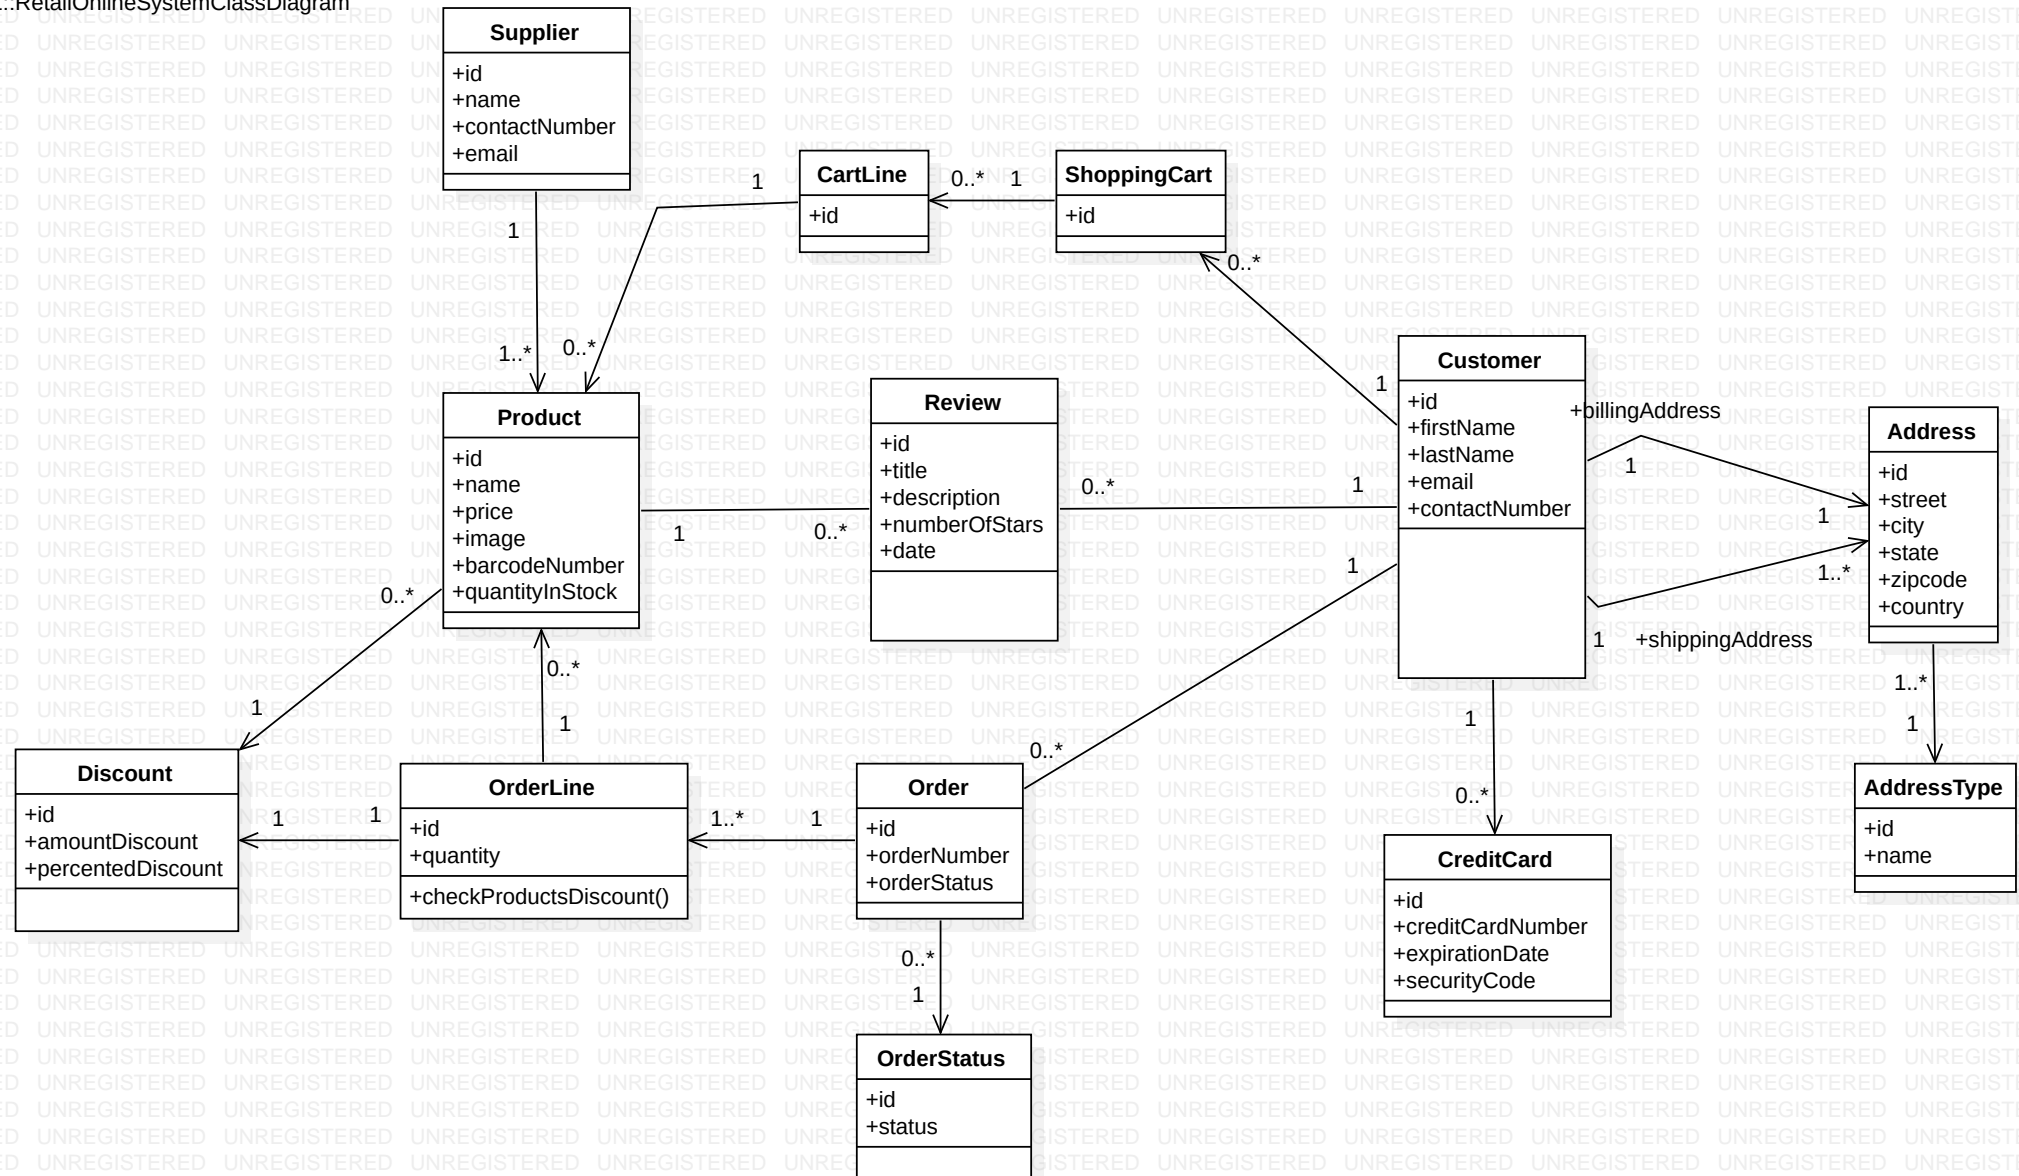 ::RetailOnlineSystemClassDiagram
Supplier
+id
+name
+contactNumber
+email
1
1..*
CartLine
+id
1
0..*
0..*
1
ShoppingCart
+id
0..*
1
Product
+id
+name
+price
+image
+barcodeNumber
+quantityInStock
1
0..*
Review
+id
+title
+description
+numberOfStars
+date
0..*
1
Customer
+id
+firstName
+lastName
+email
+contactNumber
+billingAddress
1
1
1..*
1
+shippingAddress
Address
+id
+street
+city
+state
+zipcode
+country
1..*
1
AddressType
+id
+name
0..*
1
Discount
+id
+amountDiscount
+percentedDiscount
1
1
0..*
1
OrderLine
+id
+quantity
+checkProductsDiscount()
1..*
1
Order
+id
+orderNumber
+orderStatus
0..*
1
0..*
1
OrderStatus
+id
+status
1
0..*
CreditCard
+id
+creditCardNumber
+expirationDate
+securityCode
UNREGISTERED